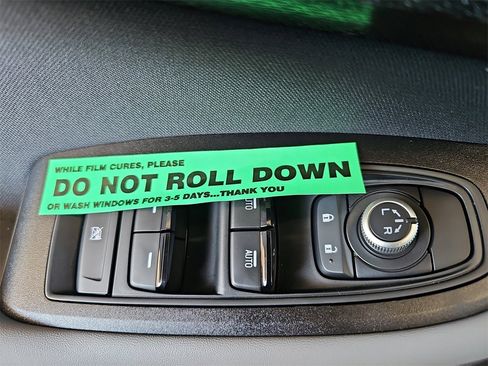 WHILE FILM CURES, PLEASE
DO NOT ROLL DOWN
OR WASH WINDOWS FOR 3-5 DAYS...THANK YOU
AUTO
AUTO
L R